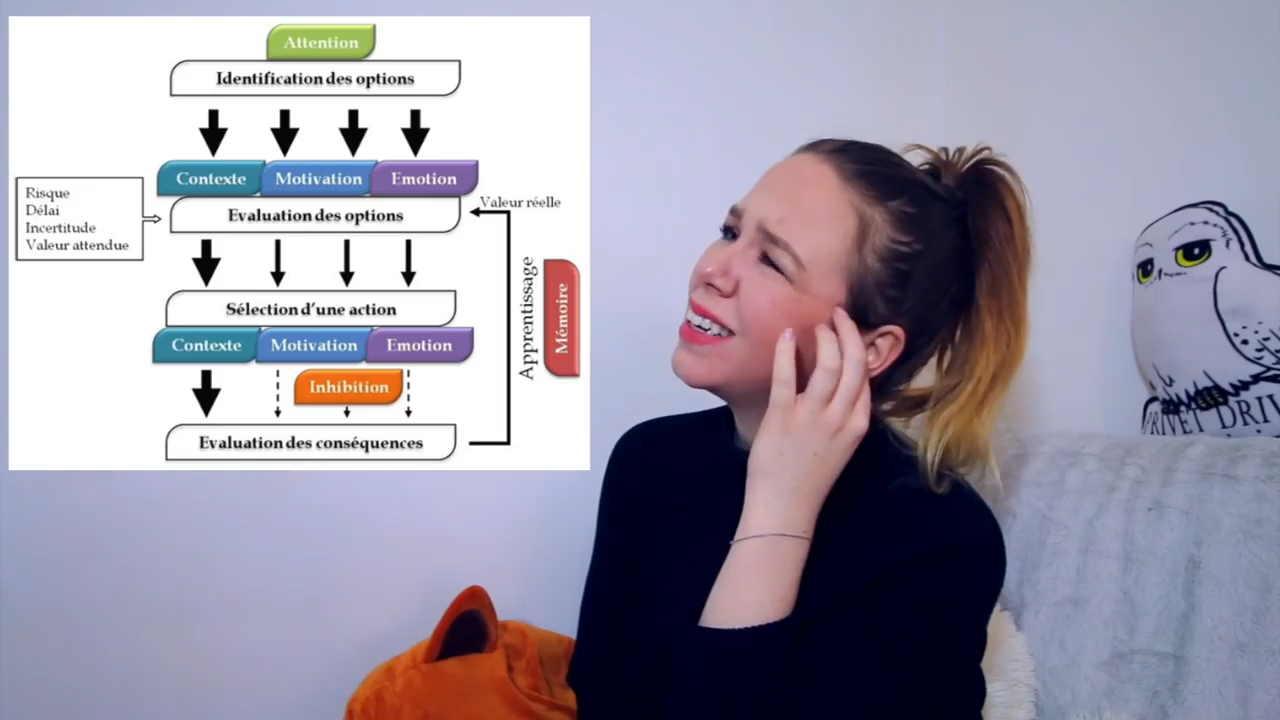 Attention
Identification des options
Contexte
Motivation
Emotion
Risque
Délai
Incertitude
Valeur attendue
Evaluation des options
Valeur réelle
Sélection d'une action
Contexte
Motivation
Emotion
Inhibition
Apprentissage
Mémoire
Evaluation des conséquences
PRIVET DRIV